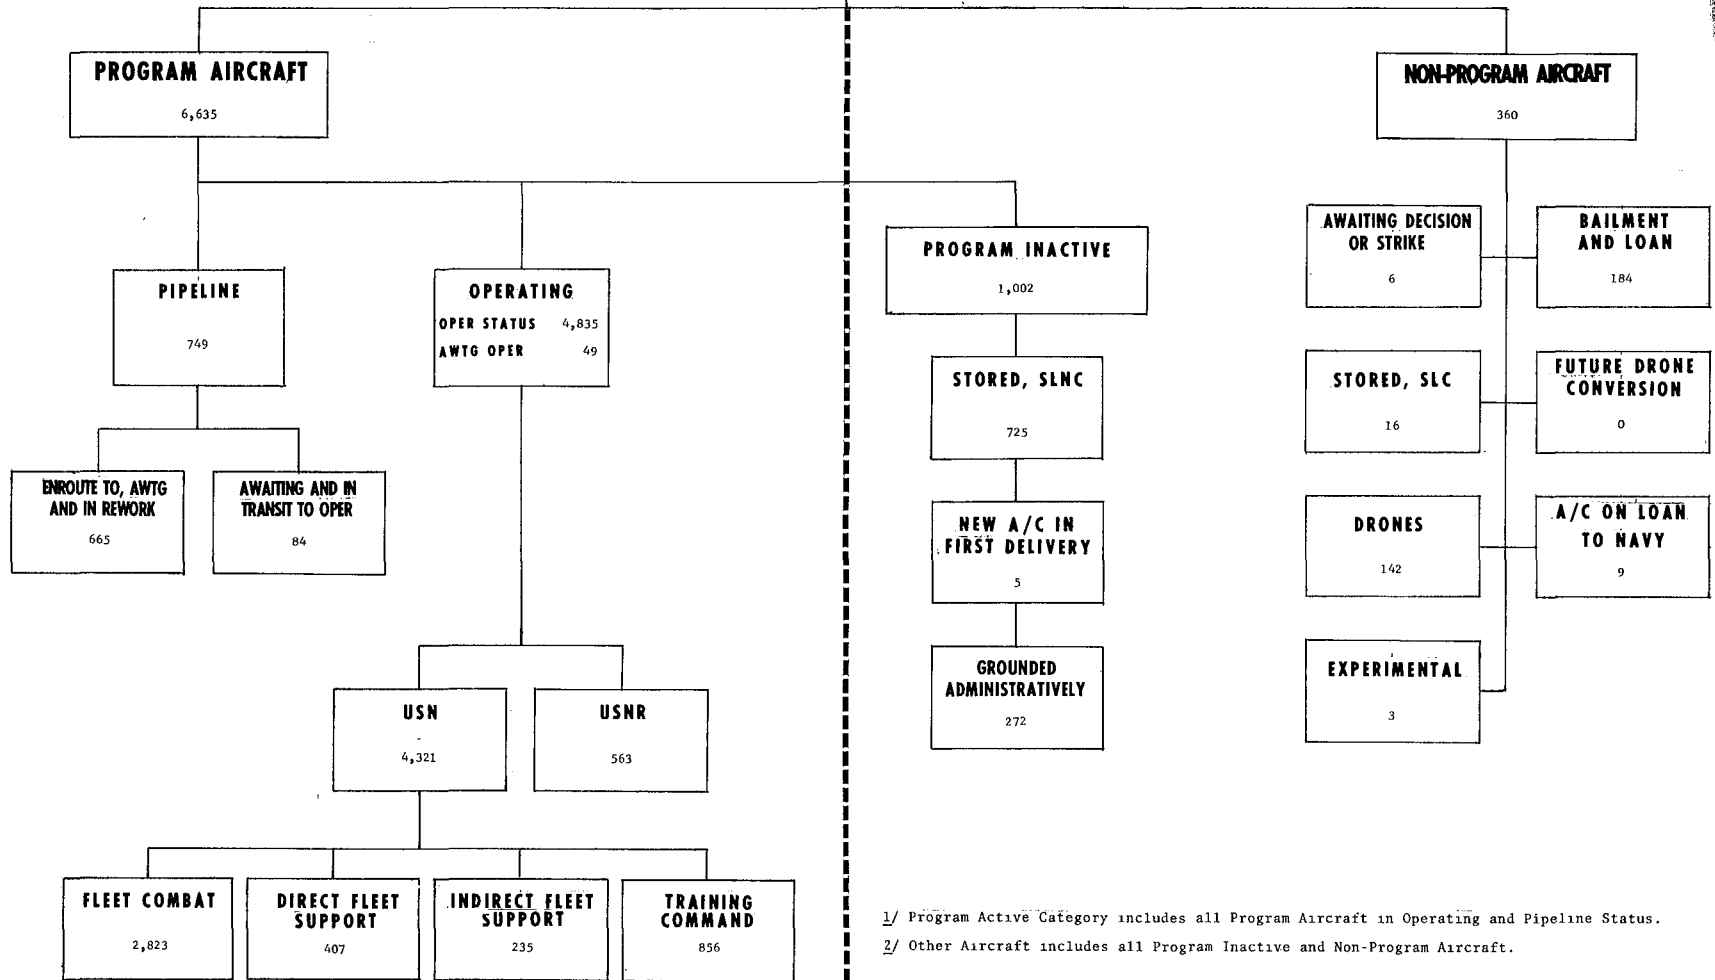 PROGRAM AIRCRAFT
6,635
NON-PROGRAM AIRCRAFT
360
PIPELINE
749
OPERATING
OPER STATUS 4,835
AWTG OPER 49
PROGRAM INACTIVE
1,002
AWAITING DECISION
OR STRIKE
6
BAILMENT
AND LOAN
184
STORED, SLNC
725
STORED, SLC
16
FUTURE DRONE
CONVERSION
0
ENROUTE TO, AWTG
AND IN REWORK
665
AWAITING AND IN
TRANSIT TO OPER
84
NEW A/C IN
FIRST DELIVERY
5
DRONES
142
A/C ON LOAN
TO NAVY
9
GROUNDED
ADMINISTRATIVELY
272
EXPERIMENTAL
3
USN
4,321
USNR
563
FLEET COMBAT
2,823
DIRECT FLEET
SUPPORT
407
INDIRECT FLEET
SUPPORT
235
TRAINING
COMMAND
856
1/ Program Active Category includes all Program Aircraft in Operating and Pipeline Status.
2/ Other Aircraft includes all Program Inactive and Non-Program Aircraft.